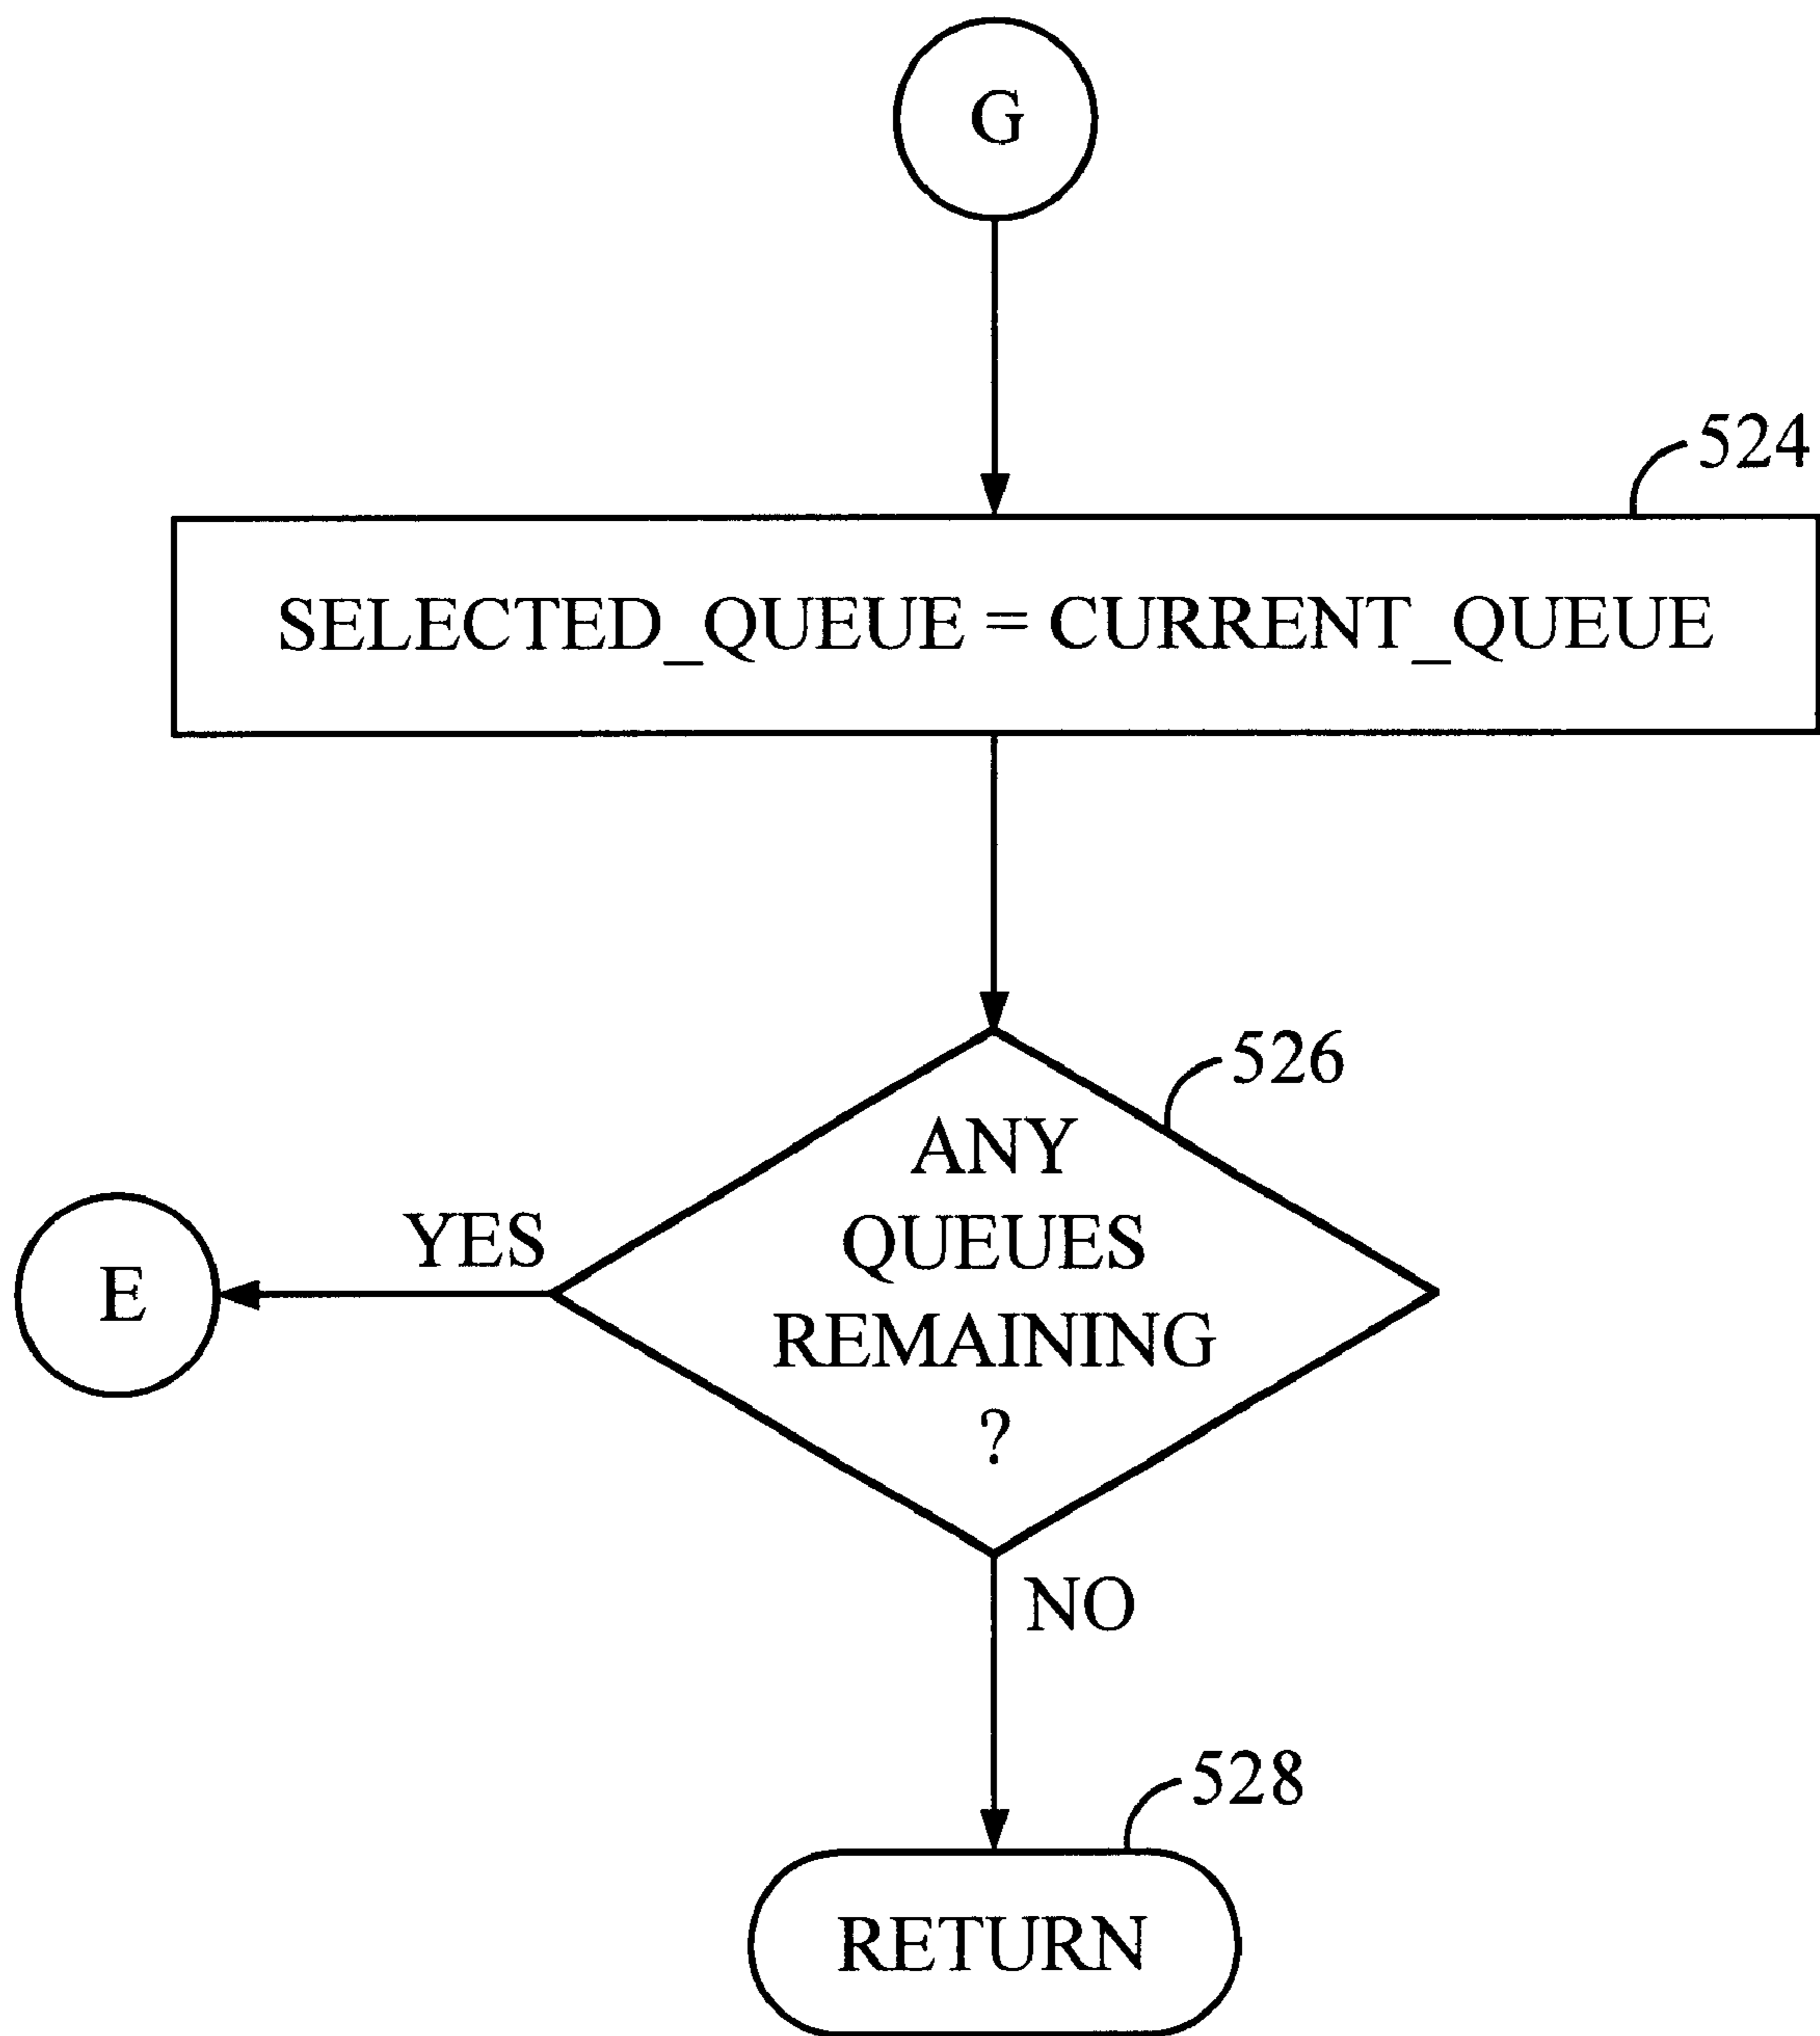 G
524
SELECTED_QUEUE = CURRENT_QUEUE
526
ANY
QUEUES
REMAINING
?
YES
E
NO
528
RETURN